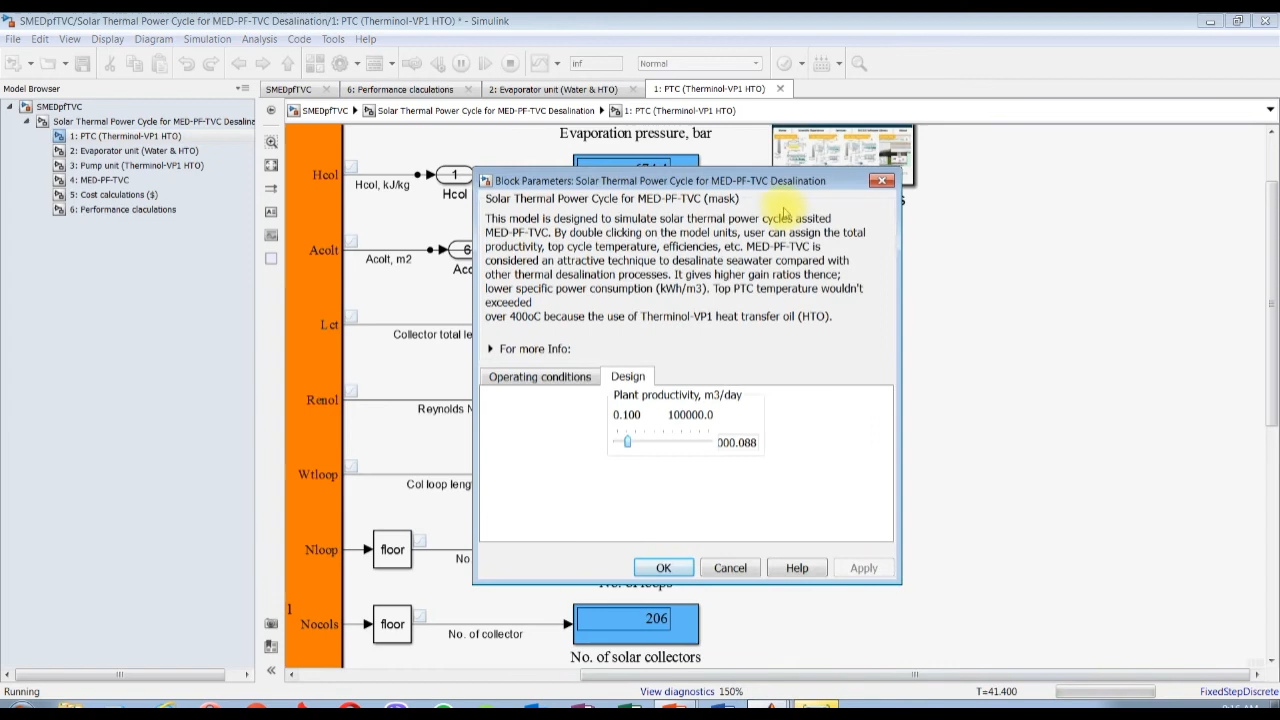 SMEDpfTVC/Solar Thermal Power Cycle for MED-PF-TVC Desalination/1: PTC (Therminol-VP1 HTO) * - Simulink
File Edit View Display Diagram Simulation Analysis Code Tools Help
inf Normal
Model Browser
SMEDpfTVC 6: Performance claculations 2: Evaporator unit (Water & HTO) 1: PTC (Therminol-VP1 HTO)
SMEDpfTVC Solar Thermal Power Cycle for MED-PF-TVC Desalination 1: PTC (Therminol-VP1 HTO)
SMEDpfTVC
Solar Thermal Power Cycle for MED-PF-TVC Desalina
1: PTC (Therminol-VP1 HTO)
2: Evaporator unit (Water & HTO)
3: Pump unit (Therminol-VP1 HTO)
4: MED-PF-TVC
5: Cost calculations ($)
6: Performance claculations
Evaporation pressure, bar
Hcol
Hcol, kJ/kg
1
Hcol
Acolt
Acolt, m2
6
Lct
Collector total le
Renol
Reynolds N
Wtloop
Col loop leng
Nloop
floor
No
No. of loops
1
Nocols
floor
No. of collector
206
No. of solar collectors
Block Parameters: Solar Thermal Power Cycle for MED-PF-TVC Desalination
Solar Thermal Power Cycle for MED-PF-TVC (mask)
This model is designed to simulate solar thermal power cycles assited
MED-PF-TVC. By double clicking on the model units, user can assign the total
productivity, top cycle temperature, efficiencies, etc. MED-PF-TVC is
considered an attractive technique to desalinate seawater compared with
other thermal desalination processes. It gives higher gain ratios thence;
lower specific power consumption (kWh/m3). Top PTC temperature wouldn't
exceeded
over 400oC because the use of Therminol-VP1 heat transfer oil (HTO).
For more Info:
Operating conditions Design
Plant productivity, m3/day
0.100 100000.0
000.088
OK Cancel Help Apply
Running View diagnostics 150% T=41.400 FixedStepDiscrete